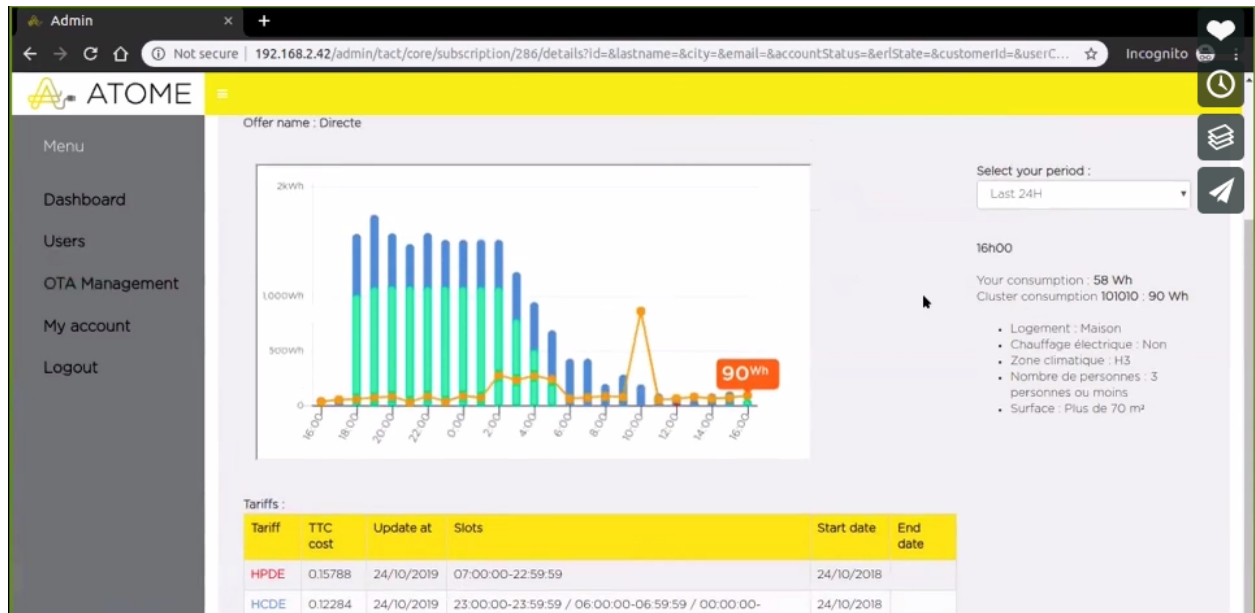 Admin
Not secure | 192.168.2.42/admin/tact/core/subscription/286/details?id=&lastname=&city=&email=&accountStatus=&erlState=&customerId=&userC...
Incognito
ATOME
Menu
Dashboard
Users
OTA Management
My account
Logout
Offer name : Directe
2kWh
1,000Wh
500Wh
0
90Wh
16:00
18:00
20:00
22:00
0:00
2:00
4:00
6:00
8:00
10:00
12:00
14:00
16:00
Select your period :
Last 24H
16h00
Your consumption : 58 Wh
Cluster consumption 101010 : 90 Wh
Logement : Maison
Chauffage électrique : Non
Zone climatique : H3
Nombre de personnes : 3
personnes ou moins
Surface : Plus de 70 m²
Tariffs :
Tariff TTC cost Update at Slots Start date End date
HPDE 0.15788 24/10/2019 07:00:00-22:59:59 24/10/2018
HCDE 0.12284 24/10/2019 23:00:00-23:59:59 / 06:00:00-06:59:59 / 00:00:00- 24/10/2018